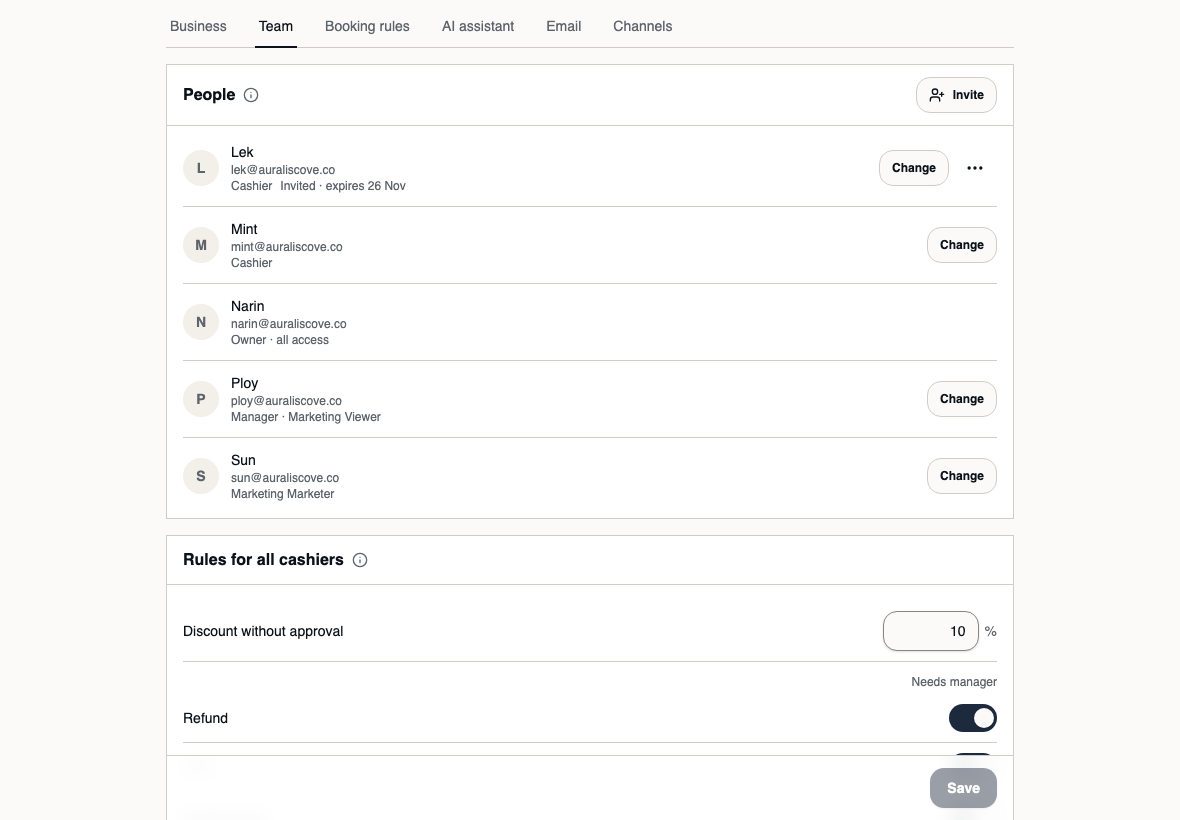 Business Team Booking rules AI assistant Email Channels
People
Invite
L
Lek
lek@auraliscove.co
Cashier Invited · expires 26 Nov
Change
M
Mint
mint@auraliscove.co
Cashier
Change
N
Narin
narin@auraliscove.co
Owner · all access
P
Ploy
ploy@auraliscove.co
Manager · Marketing Viewer
Change
S
Sun
sun@auraliscove.co
Marketing Marketer
Change
Rules for all cashiers
Discount without approval
10 %
Needs manager
Refund
Save